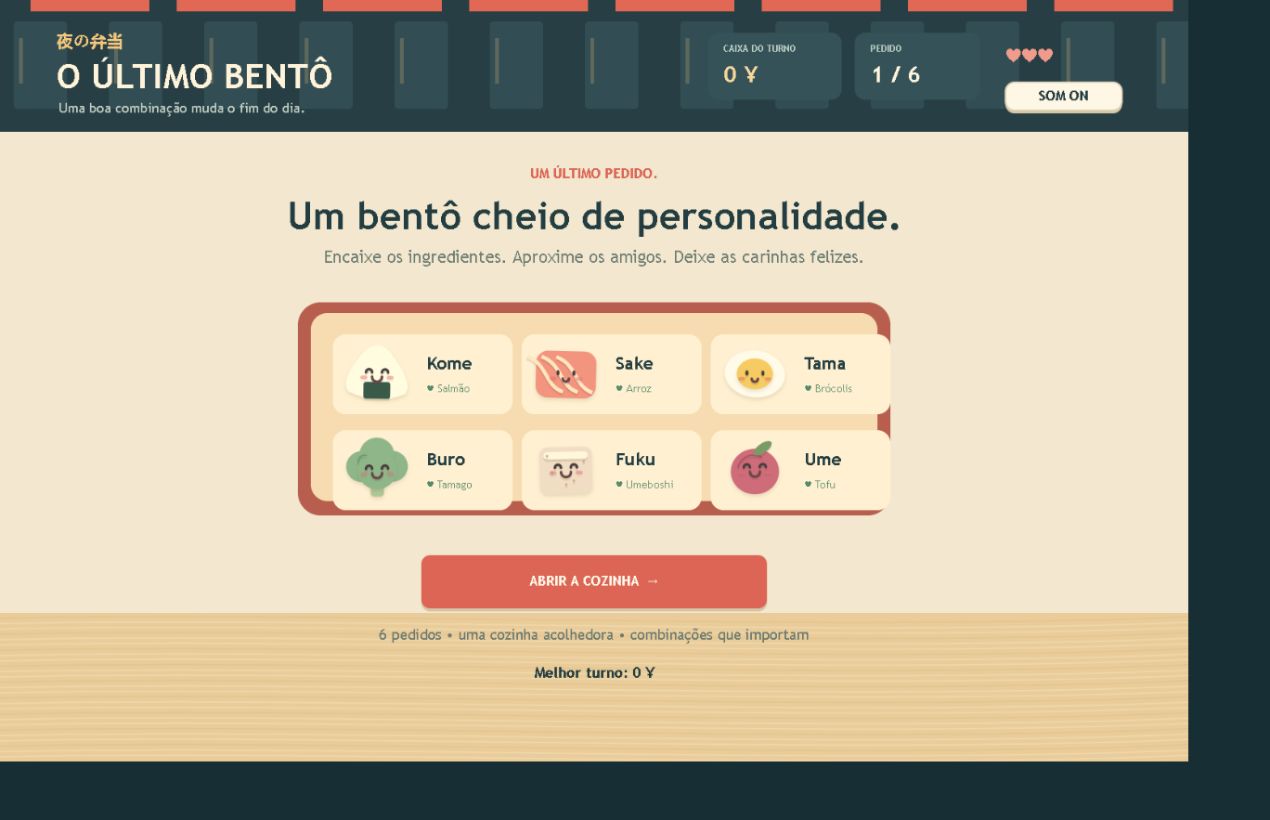 夜の弁当
O ÚLTIMO BENTÔ
Uma boa combinação muda o fim do dia.
CAIXA DO TURNO
0 ¥
PEDIDO
1 / 6
♥♥♥
SOM ON
UM ÚLTIMO PEDIDO.
Um bentô cheio de personalidade.
Encaixe os ingredientes. Aproxime os amigos. Deixe as carinhas felizes.
Kome
♥ Salmão
Sake
♥ Arroz
Tama
♥ Brócolis
Buro
♥ Tamago
Fuku
♥ Umeboshi
Ume
♥ Tofu
ABRIR A COZINHA →
6 pedidos • uma cozinha acolhedora • combinações que importam
Melhor turno: 0 ¥